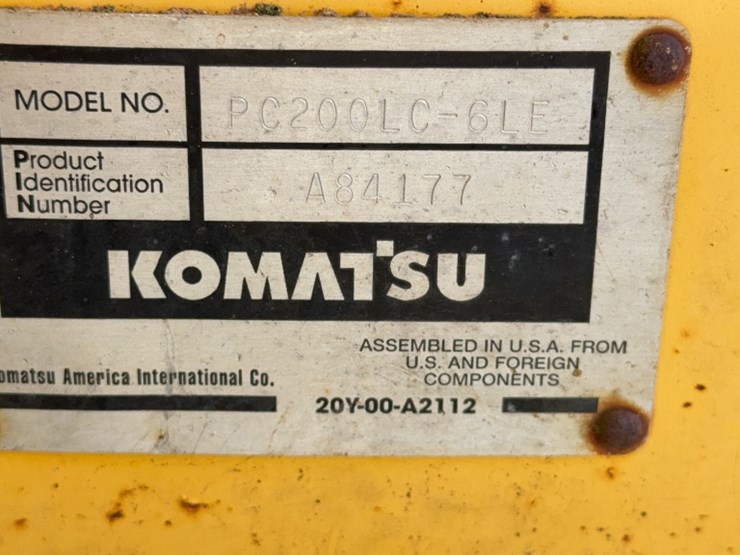 MODEL NO. PC200LC-6LE
Product
Identification
Number
A84177
KOMATSU
ASSEMBLED IN U.S.A. FROM
U.S. AND FOREIGN
COMPONENTS
omatsu America International Co.
20Y-00-A2112